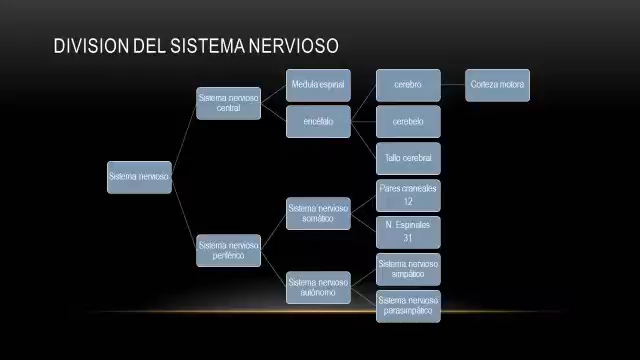 DIVISION DEL SISTEMA NERVIOSO
Sistema nervioso
Sistema nervioso
central
Medula espinal
encéfalo
cerebro
Corteza motora
cerebelo
Tallo cerebral
Sistema nervioso
periférico
Sistema nervioso
somático
Pares craneales
12
N. Espinales
31
Sistema nervioso
autónomo
Sistema nervioso
simpático
Sistema nervioso
parasimpático